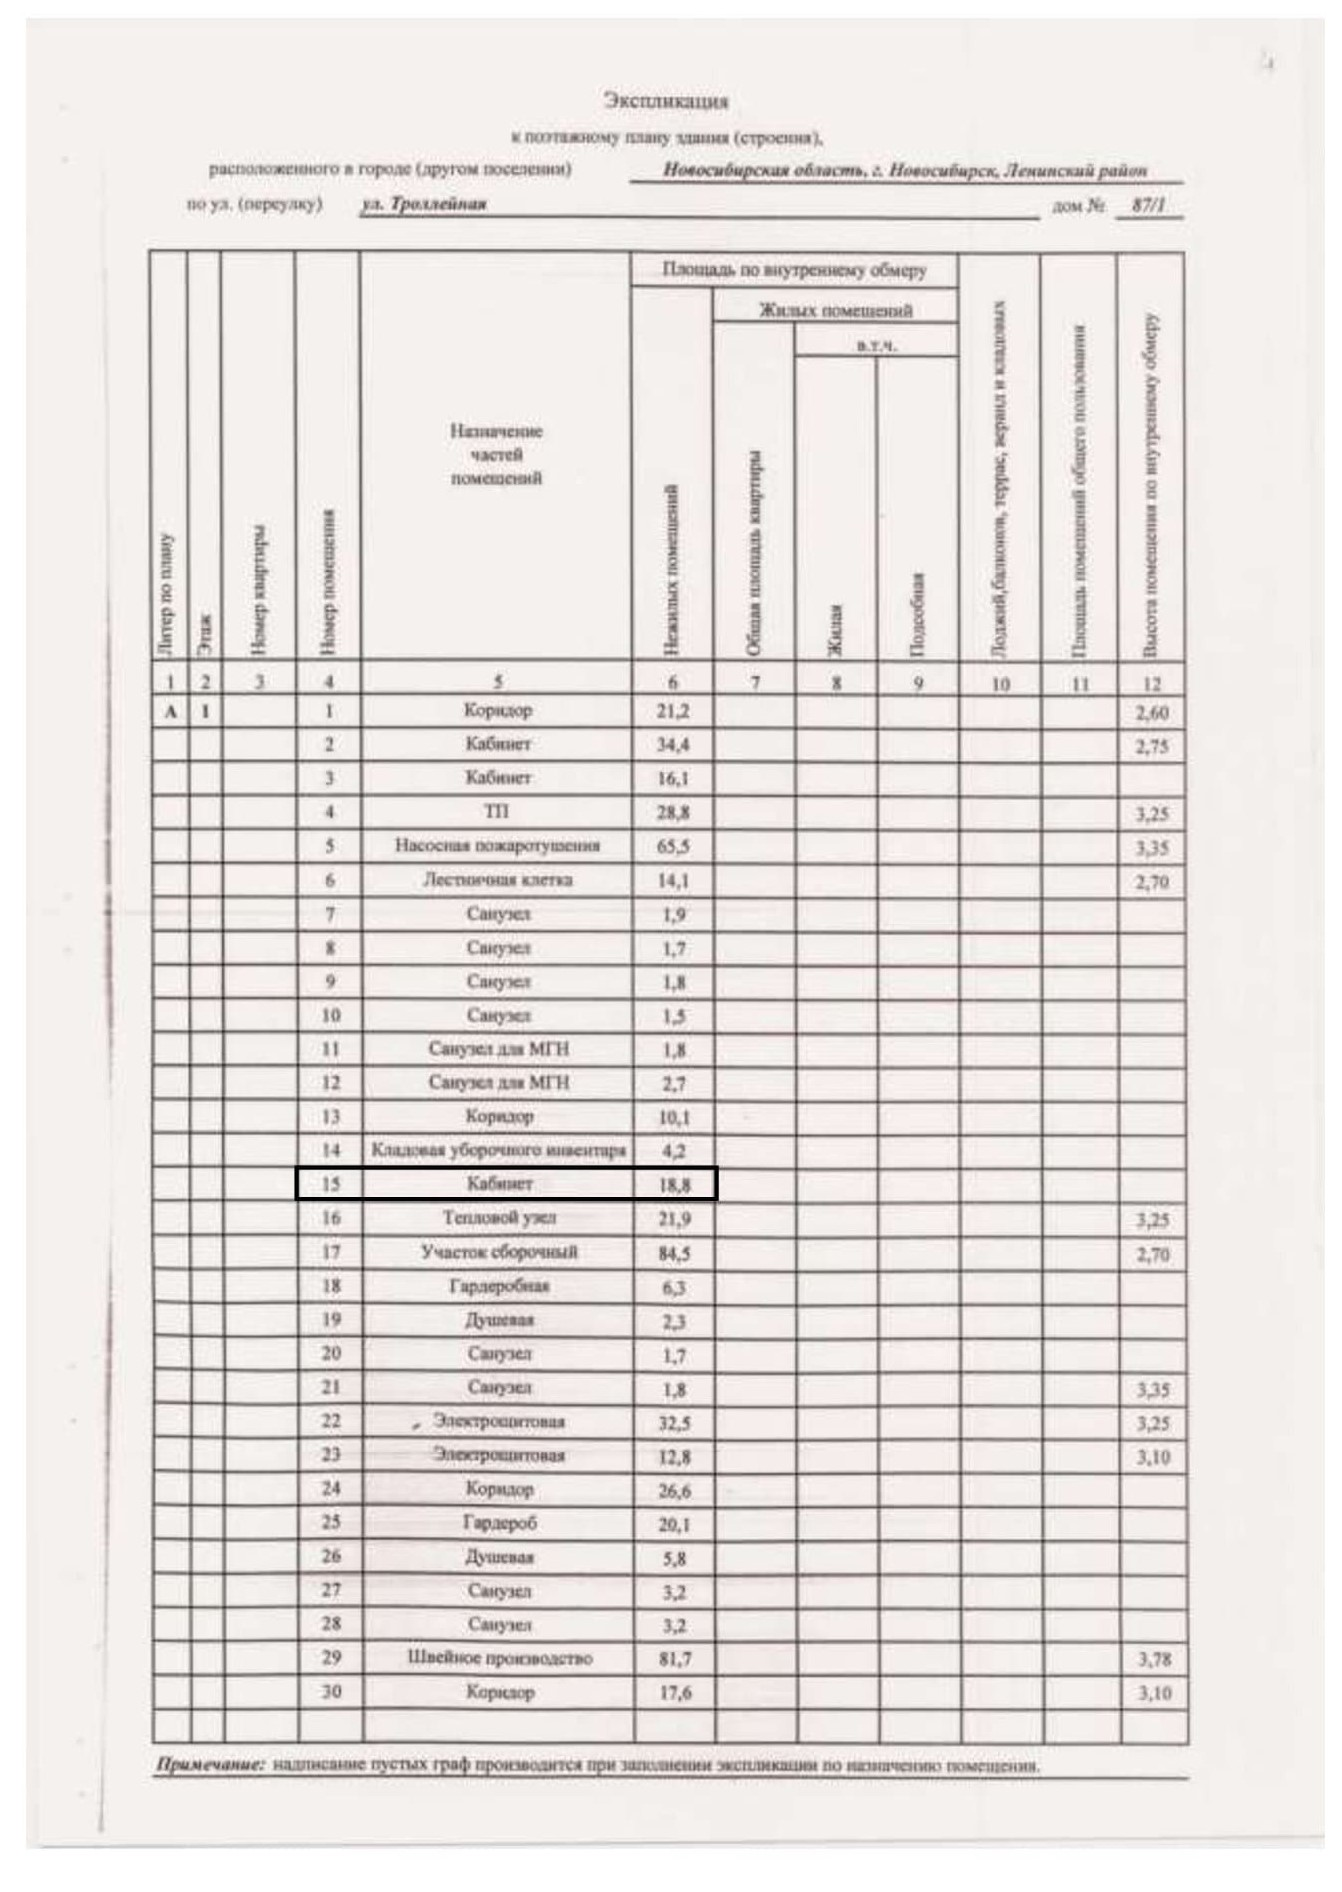 Экспликация
к поэтажному плану здания (строения),
расположенного в городе (другом поселении) Новосибирская область, г. Новосибирск, Ленинский район
по ул. (переулку) ул. Троллейная дом № 87/1
Литер по плану
Этаж
Номер квартиры
Номер помещения
Назначение
частей
помещений
Площадь по внутреннему обмеру
Нежилых помещений
Жилых помещений
Общая площадь квартиры
в.т.ч.
Жилая
Подсобная
Лоджий,балконов, террас, веранд и кладовых
Площадь помещений общего пользования
Высота помещения по внутреннему обмеру
1 2 3 4 5 6 7 8 9 10 11 12
А 1 1 Коридор 21,2 2,60
2 Кабинет 34,4 2,75
3 Кабинет 16,1
4 ТП 28,8 3,25
5 Насосная пожаротушения 65,5 3,35
6 Лестничная клетка 14,1 2,70
7 Санузел 1,9
8 Санузел 1,7
9 Санузел 1,8
10 Санузел 1,5
11 Санузел для МГН 1,8
12 Санузел для МГН 2,7
13 Коридор 10,1
14 Кладовая уборочного инвентаря 4,2
15 Кабинет 18,8
16 Тепловой узел 21,9 3,25
17 Участок сборочный 84,5 2,70
18 Гардеробная 6,3
19 Душевая 2,3
20 Санузел 1,7
21 Санузел 1,8 3,35
22 Электрощитовая 32,5 3,25
23 Электрощитовая 12,8 3,10
24 Коридор 26,6
25 Гардероб 20,1
26 Душевая 5,8
27 Санузел 3,2
28 Санузел 3,2
29 Швейное производство 81,7 3,78
30 Коридор 17,6 3,10
Примечание: надписание пустых граф производится при заполнении экспликации по назначению помещения.